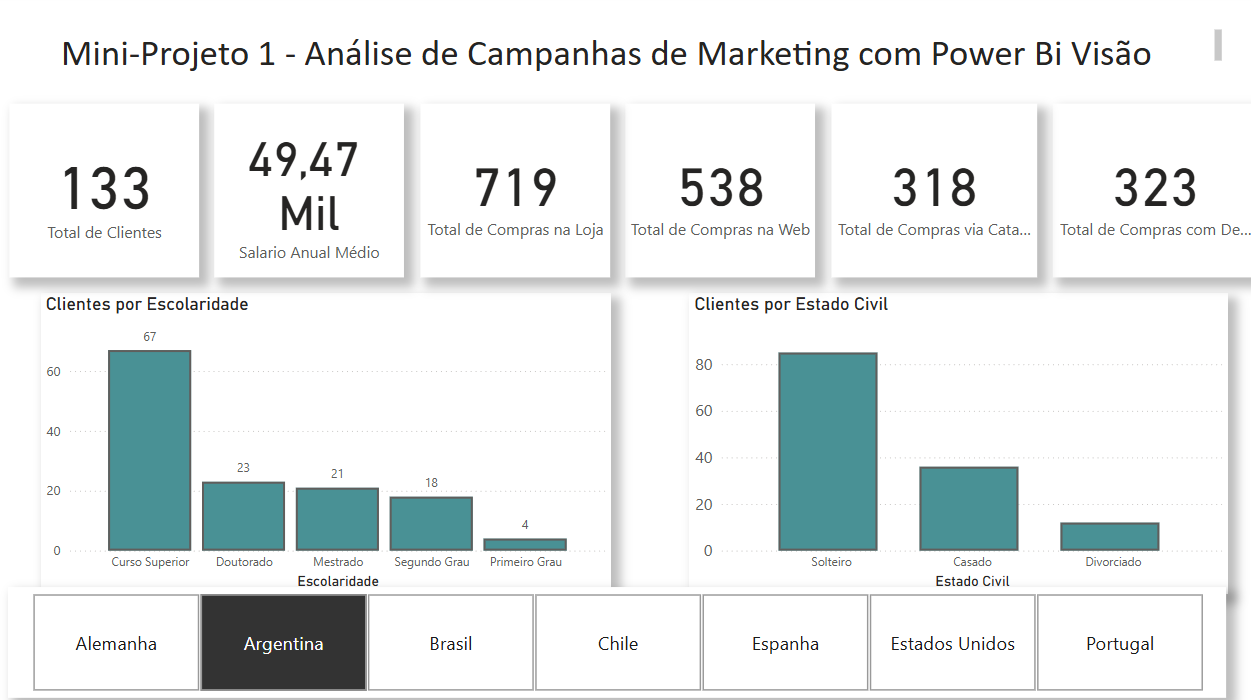 Mini-Projeto 1 - Análise de Campanhas de Marketing com Power Bi Visão
133
Total de Clientes
49,47
Mil
Salario Anual Médio
719
Total de Compras na Loja
538
Total de Compras na Web
318
Total de Compras via Cata...
323
Total de Compras com De...
Clientes por Escolaridade
67
60
40
23
21
20
18
4
0
Curso Superior
Doutorado
Mestrado
Segundo Grau
Primeiro Grau
Escolaridade
Clientes por Estado Civil
80
60
40
20
0
Solteiro
Casado
Divorciado
Estado Civil
Alemanha
Argentina
Brasil
Chile
Espanha
Estados Unidos
Portugal